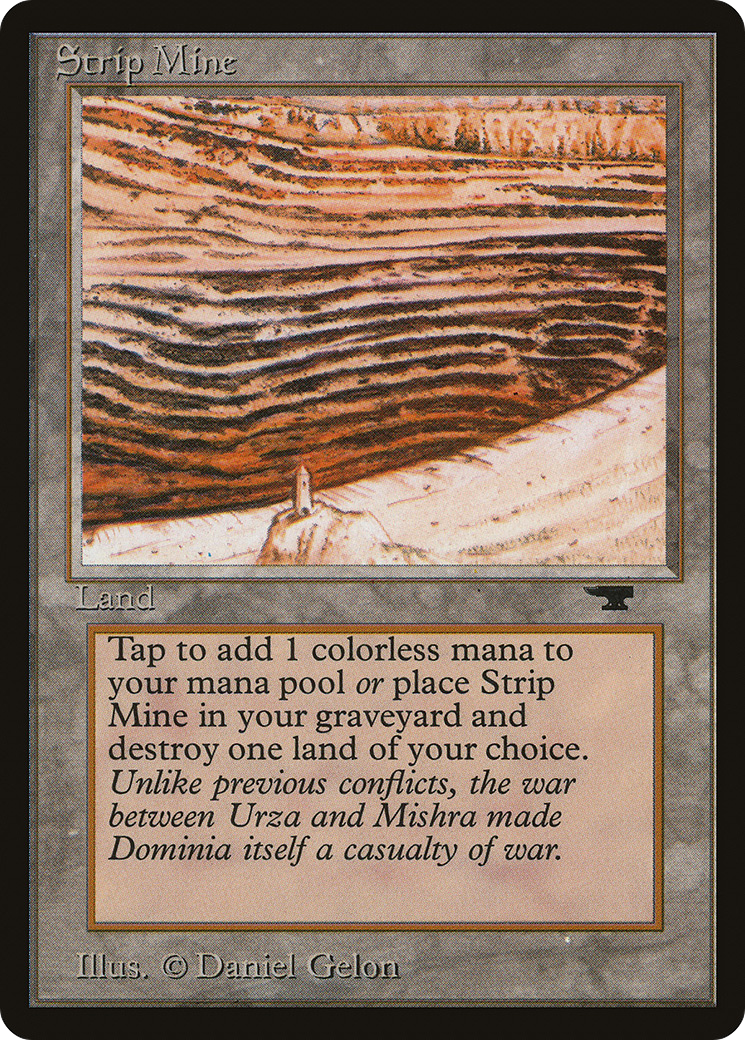 Strip Mine
Land
Tap to add 1 colorless mana to
your mana pool or place Strip
Mine in your graveyard and
destroy one land of your choice.
Unlike previous conflicts, the war
between Urza and Mishra made
Dominia itself a casualty of war.
Illus. © Daniel Gelon